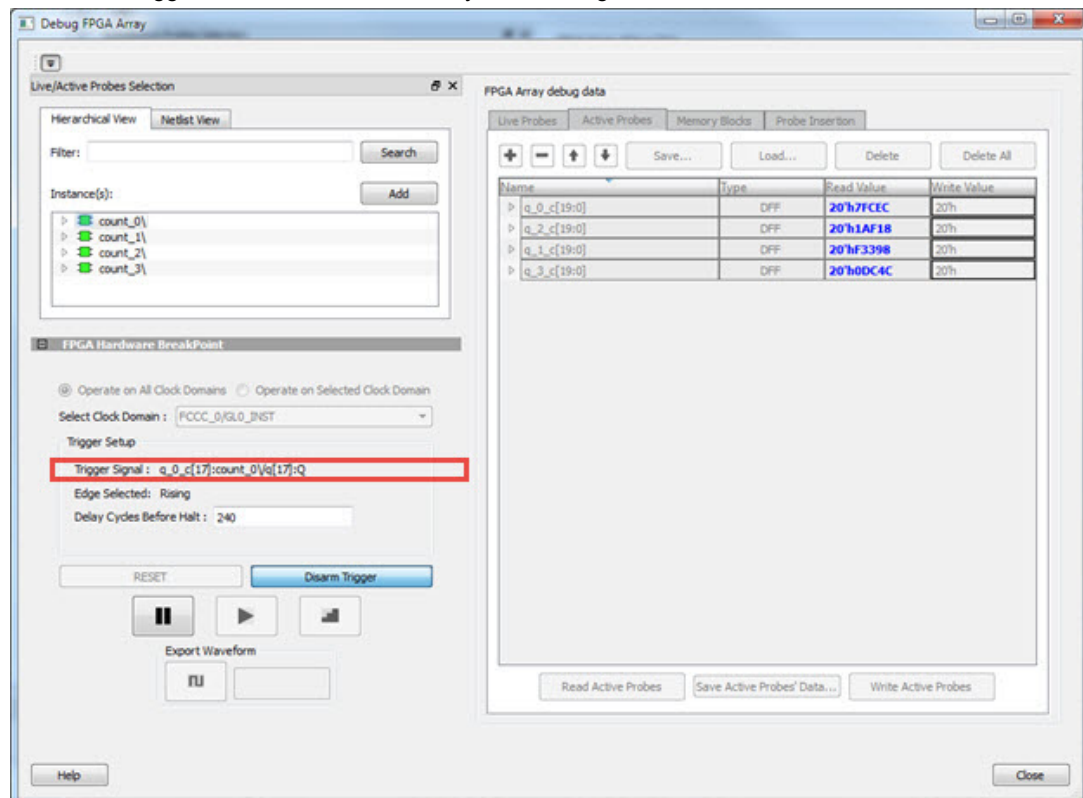 Debug FPGA Array
Live/Active Probes Selection
Hierarchical View Netlist View
Filter: Search
Instance(s): Add
count_0\
count_1\
count_2\
count_3\
FPGA Hardware BreakPoint
Operate on All Clock Domains Operate on Selected Clock Domain
Select Clock Domain : FCCC_0/GL0_INST
Trigger Setup
Trigger Signal : q_0_c[17]:count_0\/q[17]:Q
Edge Selected: Rising
Delay Cycles Before Halt : 240
RESET Disarm Trigger
Export Waveform
FPGA Array debug data
Live Probes Active Probes Memory Blocks Probe Insertion
Save... Load... Delete Delete All
Name Type Read Value Write Value
q_0_c[19:0] DFF 20'h7FCEC 20'h
q_2_c[19:0] DFF 20'h1AF18 20'h
q_1_c[19:0] DFF 20'hF3398 20'h
q_3_c[19:0] DFF 20'h0DC4C 20'h
Read Active Probes Save Active Probes' Data... Write Active Probes
Help Close